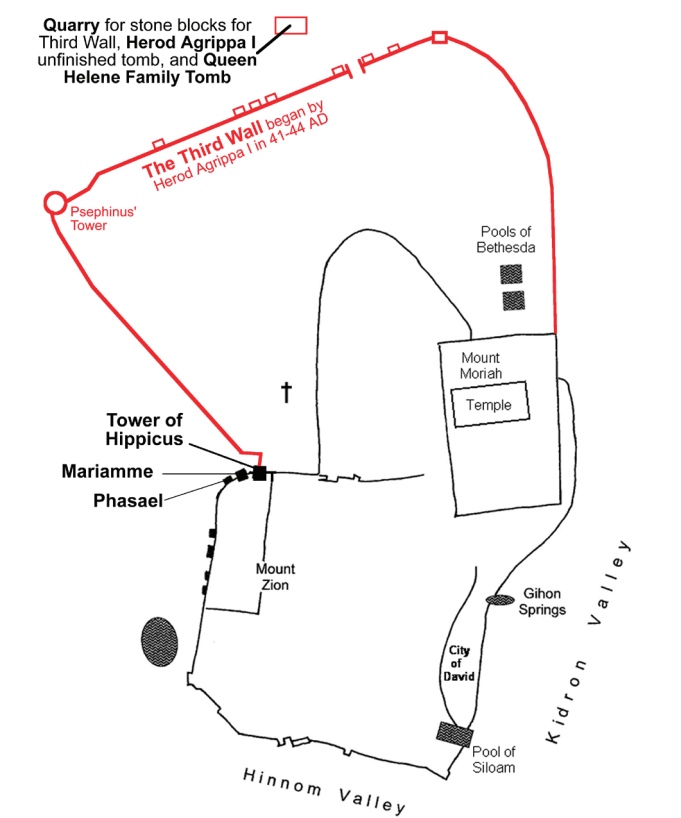 Quarry for stone blocks for
Third Wall, Herod Agrippa I
unfinished tomb, and Queen
Helene Family Tomb
The Third Wall began by
Herod Agrippa I in 41-44 AD
Psephinus'
Tower
Pools of
Bethesda
Mount
Moriah
Temple
Tower of
Hippicus
Mariamme
Phasael
Mount
Zion
Gihon
Springs
City
of
David
Kidron Valley
Pool of
Siloam
Hinnom Valley